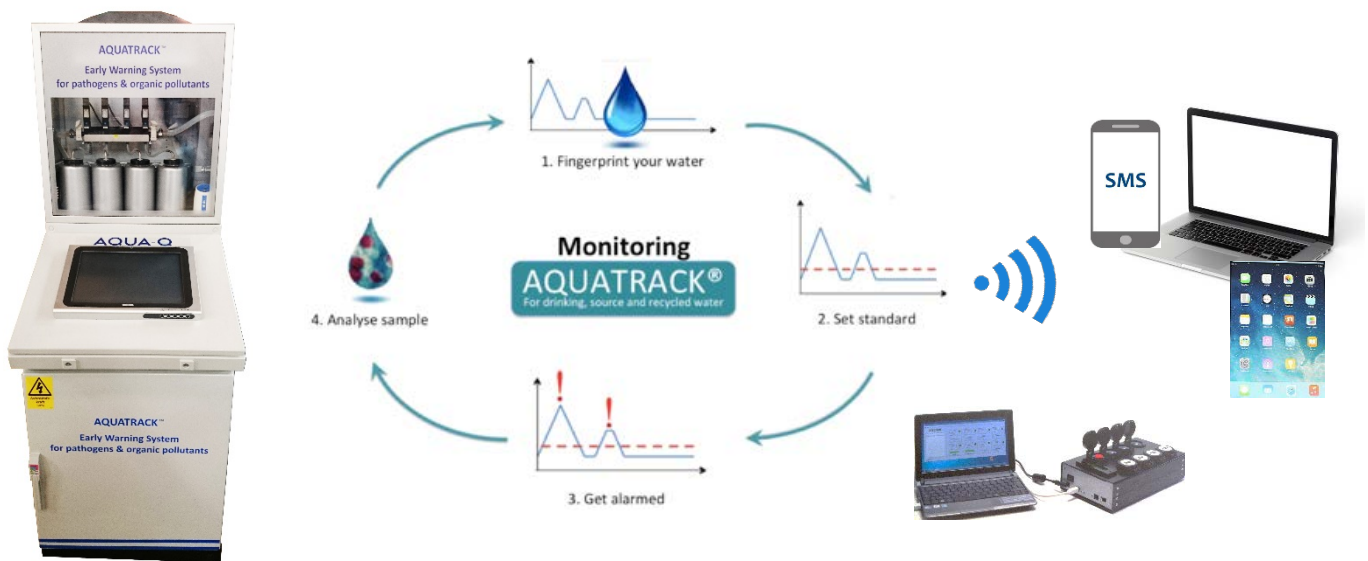 AQUATRACK™
Early Warning System
for pathogens & organic pollutants
AQUA-Q
AQUATRACK™
Early Warning System
for pathogens & organic pollutants
1. Fingerprint your water
Monitoring
AQUATRACK®
For drinking, source and recycled water
2. Set standard
! !
3. Get alarmed
4. Analyse sample
SMS